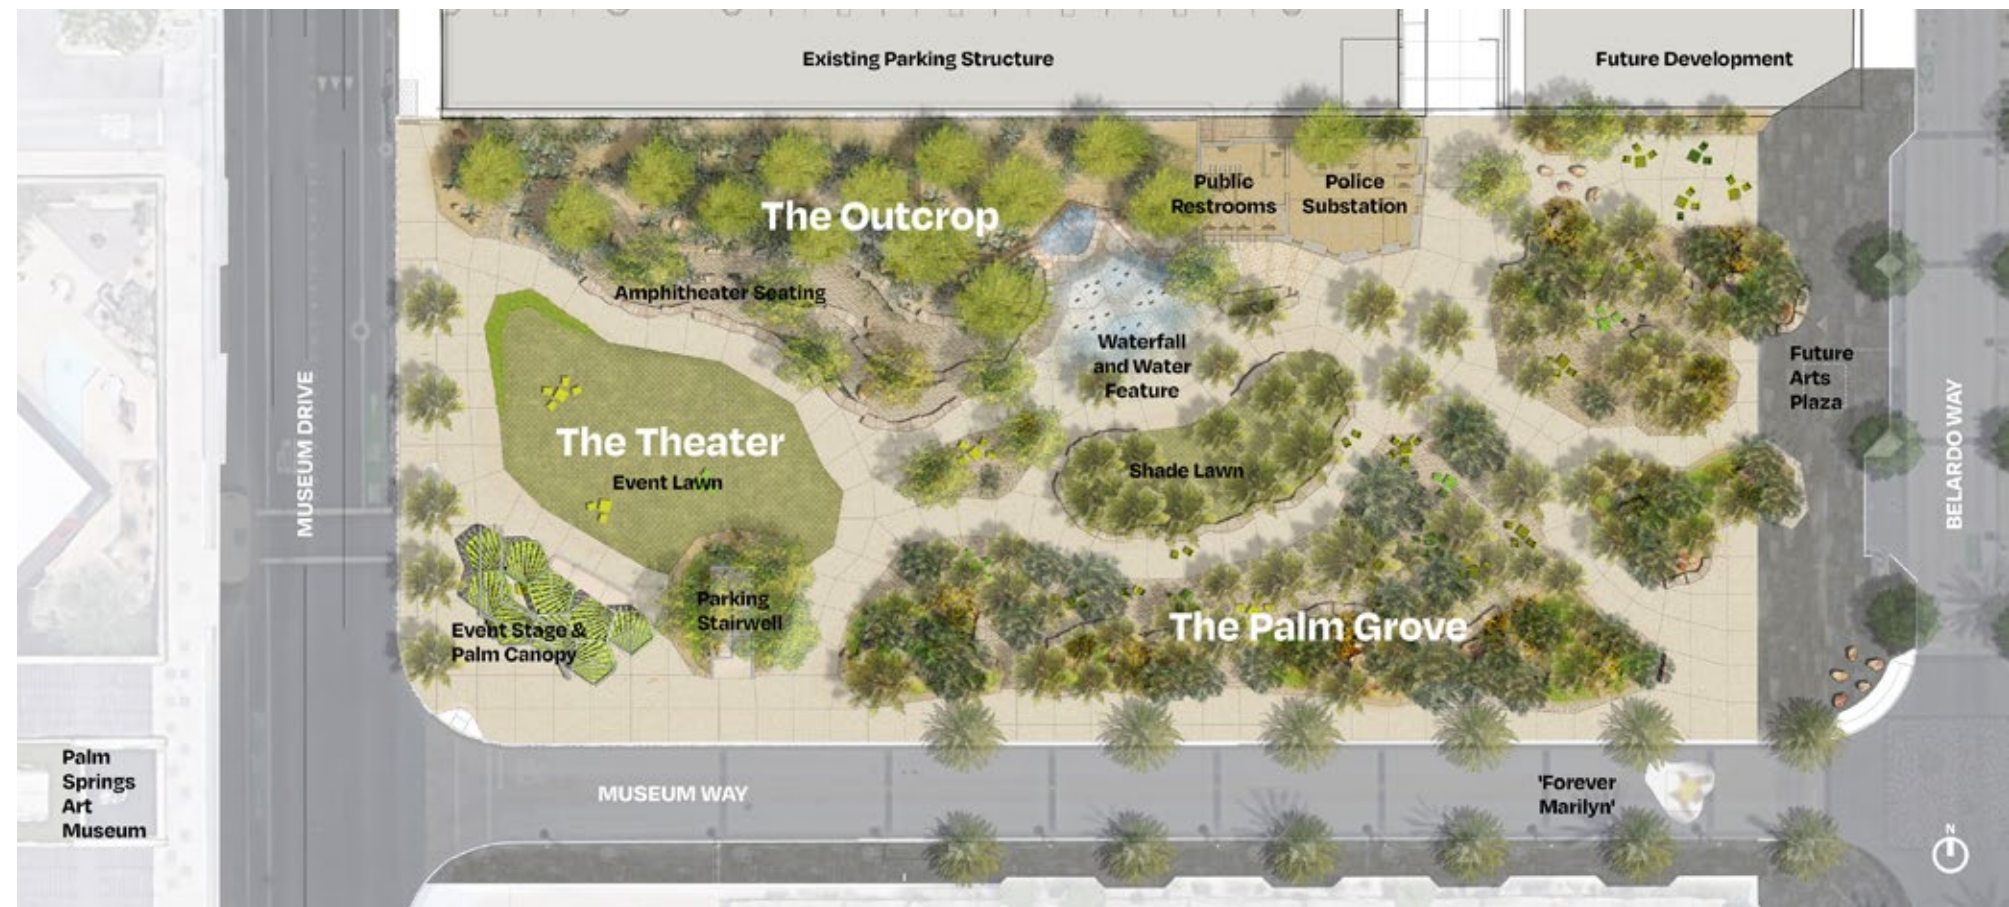 Existing Parking Structure
Future Development
Public
Restrooms
Police
Substation
The Outcrop
Amphitheater Seating
Waterfall
and Water
Feature
Future
Arts
Plaza
MUSEUM DRIVE
BELARDO WAY
The Theater
Event Lawn
Shade Lawn
Parking
Stairwell
Event Stage &
Palm Canopy
The Palm Grove
Palm
Springs
Art
Museum
MUSEUM WAY
'Forever
Marilyn'
N